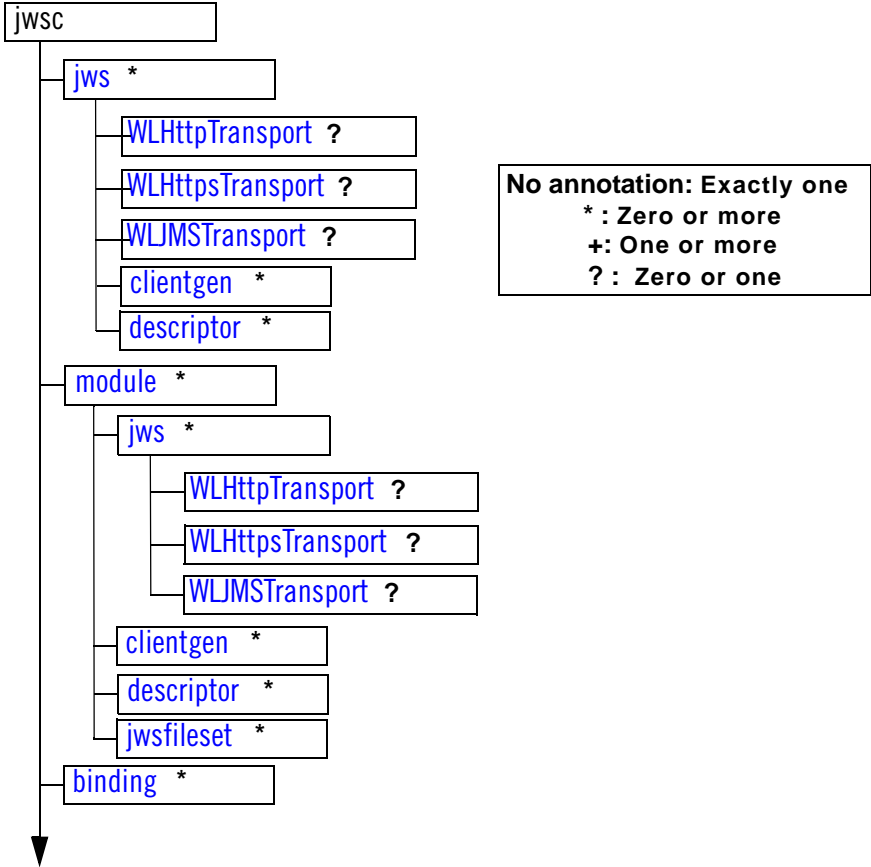 jwsc
jws *
WLHttpTransport ?
WLHttpsTransport ?
WLJMSTransport ?
clientgen *
descriptor *
module *
jws *
WLHttpTransport ?
WLHttpsTransport ?
WLJMSTransport ?
clientgen *
descriptor *
jwsfileset *
binding *
No annotation: Exactly one
* : Zero or more
+: One or more
? : Zero or one